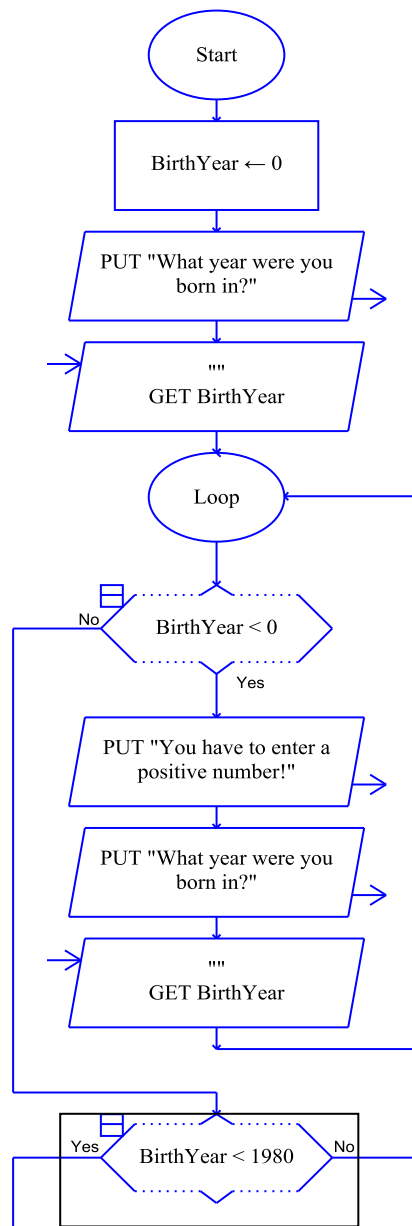 Start
BirthYear ← 0
PUT "What year were you
born in?"
""
GET BirthYear
Loop
No
BirthYear < 0
Yes
PUT "You have to enter a
positive number!"
PUT "What year were you
born in?"
""
GET BirthYear
Yes
BirthYear < 1980
No